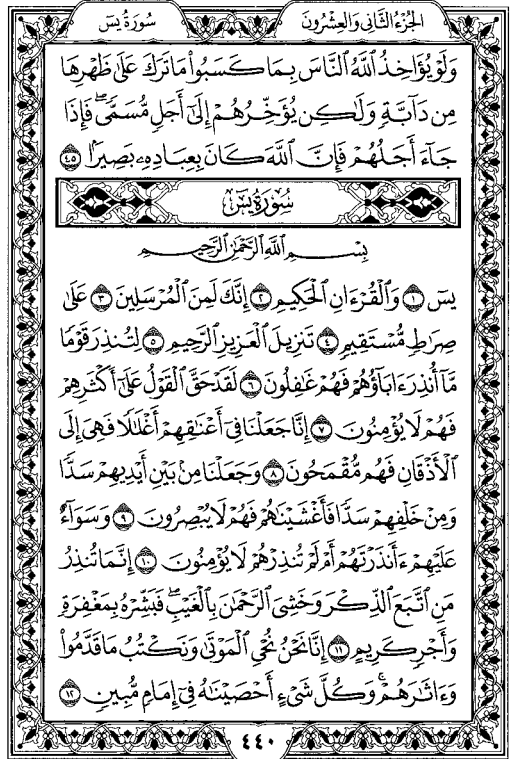 سُورَةُ يسٓ
الجُزْءُ الثَّانِي وَالعِشْرُونَ
وَلَوْ يُؤَاخِذُ ٱللَّهُ ٱلنَّاسَ بِمَا كَسَبُوا۟ مَا تَرَكَ عَلَىٰ ظَهْرِهَا
مِن دَآبَّةٍ وَلَٰكِن يُؤَخِّرُهُمْ إِلَىٰٓ أَجَلٍ مُّسَمًّى ۖ فَإِذَا
جَآءَ أَجَلُهُمْ فَإِنَّ ٱللَّهَ كَانَ بِعِبَادِهِۦ بَصِيرًۢا ٤٥
سُورَةُ يسٓ
بِسْمِ ٱللَّهِ ٱلرَّحْمَٰنِ ٱلرَّحِيمِ
يسٓ ١ وَٱلْقُرْءَانِ ٱلْحَكِيمِ ٢ إِنَّكَ لَمِنَ ٱلْمُرْسَلِينَ ٣ عَلَىٰ
صِرَٰطٍ مُّسْتَقِيمٍ ٤ تَنزِيلَ ٱلْعَزِيزِ ٱلرَّحِيمِ ٥ لِتُنذِرَ قَوْمًا
مَّآ أُنذِرَ ءَابَآؤُهُمْ فَهُمْ غَٰفِلُونَ ٦ لَقَدْ حَقَّ ٱلْقَوْلُ عَلَىٰٓ أَكْثَرِهِمْ
فَهُمْ لَا يُؤْمِنُونَ ٧ إِنَّا جَعَلْنَا فِىٓ أَعْنَٰقِهِمْ أَغْلَٰلًا فَهِىَ إِلَى
ٱلْأَذْقَانِ فَهُم مُّقْمَحُونَ ٨ وَجَعَلْنَا مِنۢ بَيْنِ أَيْدِيهِمْ سَدًّا
وَمِنْ خَلْفِهِمْ سَدًّا فَأَغْشَيْنَٰهُمْ فَهُمْ لَا يُبْصِرُونَ ٩ وَسَوَآءٌ
عَلَيْهِمْ ءَأَنذَرْتَهُمْ أَمْ لَمْ تُنذِرْهُمْ لَا يُؤْمِنُونَ ١٠ إِنَّمَا تُنذِرُ
مَنِ ٱتَّبَعَ ٱلذِّكْرَ وَخَشِىَ ٱلرَّحْمَٰنَ بِٱلْغَيْبِ ۖ فَبَشِّرْهُ بِمَغْفِرَةٍ
وَأَجْرٍ كَرِيمٍ ١١ إِنَّا نَحْنُ نُحْىِ ٱلْمَوْتَىٰ وَنَكْتُبُ مَا قَدَّمُوا۟
وَءَاثَٰرَهُمْ ۚ وَكُلَّ شَىْءٍ أَحْصَيْنَٰهُ فِىٓ إِمَامٍ مُّبِينٍ ١٢
٤٤٠